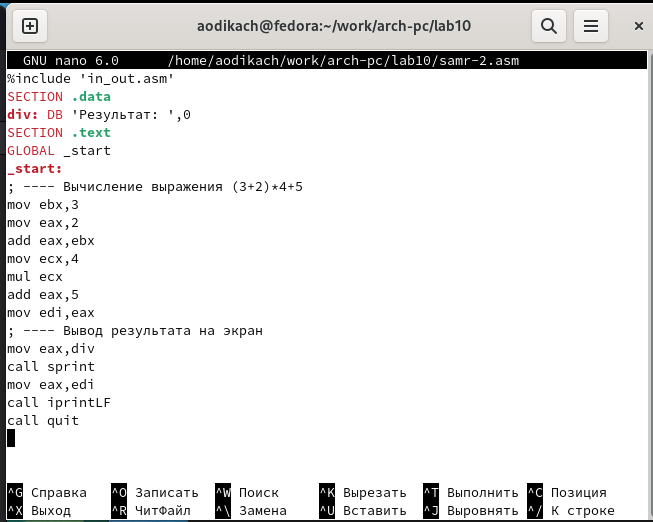 aodikach@fedora:~/work/arch-pc/lab10
GNU nano 6.0 /home/aodikach/work/arch-pc/lab10/samr-2.asm
%include 'in_out.asm'
SECTION .data
div: DB 'Результат: ',0
SECTION .text
GLOBAL _start
_start:
; ---- Вычисление выражения (3+2)*4+5
mov ebx,3
mov eax,2
add eax,ebx
mov ecx,4
mul ecx
add eax,5
mov edi,eax
; ---- Вывод результата на экран
mov eax,div
call sprint
mov eax,edi
call iprintLF
call quit
^G Справка ^O Записать ^W Поиск ^K Вырезать ^T Выполнить ^C Позиция
^X Выход ^R ЧитФайл ^\ Замена ^U Вставить ^J Выровнять ^/ К строке